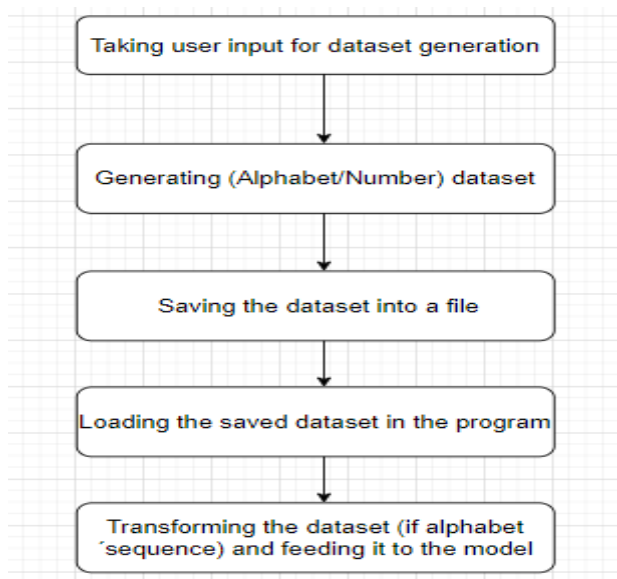 Taking user input for dataset generation
Generating (Alphabet/Number) dataset
Saving the dataset into a file
Loading the saved dataset in the program
Transforming the dataset (if alphabet
´sequence) and feeding it to the model